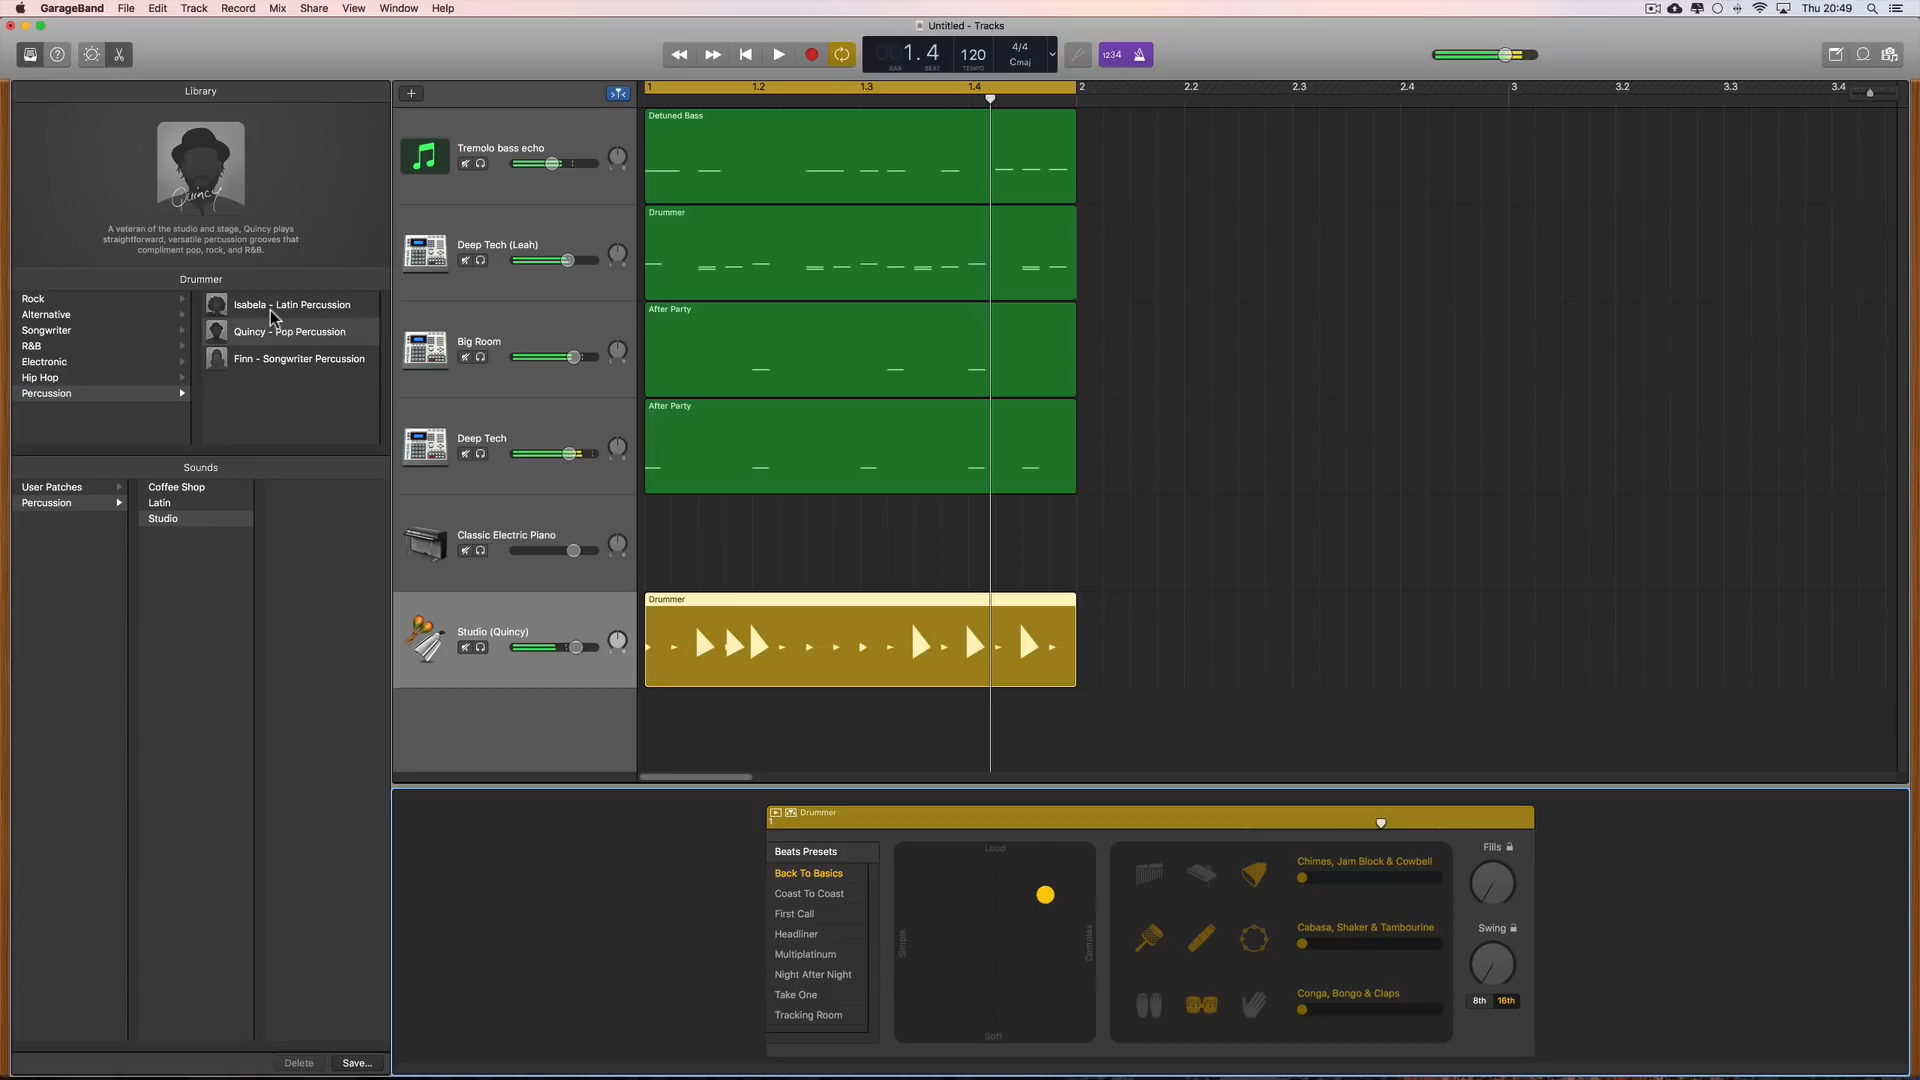 GarageBand File Edit Track Record Mix Share View Window Help
Thu 20:49
Untitled - Tracks
1.4
BAR BEAT
120
TEMPO
4/4
Cmaj
1234
Library
1 1.2 1.3 1.4 2 2.2 2.3 2.4 3 3.2 3.3 3.4
Quincy
A veteran of the studio and stage, Quincy plays
straightforward, versatile percussion grooves that
compliment pop, rock, and R&B.
Drummer
Rock
Alternative
Songwriter
R&B
Electronic
Hip Hop
Percussion
Isabela - Latin Percussion
Quincy - Pop Percussion
Finn - Songwriter Percussion
Sounds
User Patches
Percussion
Coffee Shop
Latin
Studio
Delete
Save...
Tremolo bass echo
Detuned Bass
Deep Tech (Leah)
Drummer
Big Room
After Party
Deep Tech
After Party
Classic Electric Piano
Studio (Quincy)
Drummer
Drummer
1
Beats Presets
Back To Basics
Coast To Coast
First Call
Headliner
Multiplatinum
Night After Night
Take One
Tracking Room
Loud
Simple
Complex
Soft
Chimes, Jam Block & Cowbell
Cabasa, Shaker & Tambourine
Conga, Bongo & Claps
Fills
Swing
8th 16th